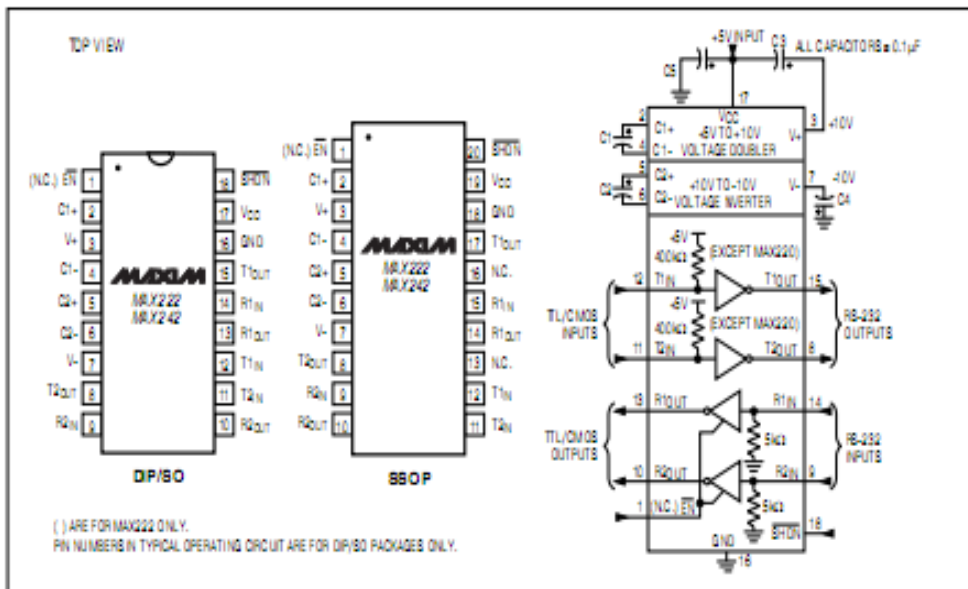 TOP VIEW
(N.C.) EN 1
C1+ 2
V+ 3
C1- 4
C2+ 5
C2- 6
V- 7
T2OUT 8
R2IN 9
18 SHDN
17 VCC
16 GND
15 T1OUT
14 R1IN
13 R1OUT
12 T1IN
11 T2IN
10 R2OUT
MAXIM
MAX222
MAX242
DIP/SO
(N.C.) EN 1
C1+ 2
V+ 3
C1- 4
C2+ 5
C2- 6
V- 7
T2OUT 8
R2IN 9
R2OUT 10
20 SHDN
19 VCC
18 GND
17 T1OUT
16 N.C.
15 R1IN
14 R1OUT
13 N.C.
12 T1IN
11 T2IN
MAXIM
MAX222
MAX242
SSOP
( ) ARE FOR MAX222 ONLY.
PIN NUMBERS IN TYPICAL OPERATING CIRCUIT ARE FOR DIP/SO PACKAGES ONLY.
+5V INPUT C3 ALL CAPACITORS = 0.1µF
C5
17
VCC
2 C1+ +5V TO +10V V+ 3 +10V
C1
4 C1- VOLTAGE DOUBLER
5 C2+ +10V TO -10V V- 7 -10V
C2 C4
6 C2- VOLTAGE INVERTER
+5V
400kΩ (EXCEPT MAX220)
12 T1IN T1OUT 15
+5V
TTL/CMOS INPUTS RS-232 OUTPUTS
400kΩ (EXCEPT MAX220)
11 T2IN T2OUT 8
13 R1OUT R1IN 14
5kΩ
TTL/CMOS OUTPUTS RS-232 INPUTS
10 R2OUT R2IN 9
5kΩ
1 (N.C.) EN
SHDN 18
GND
16